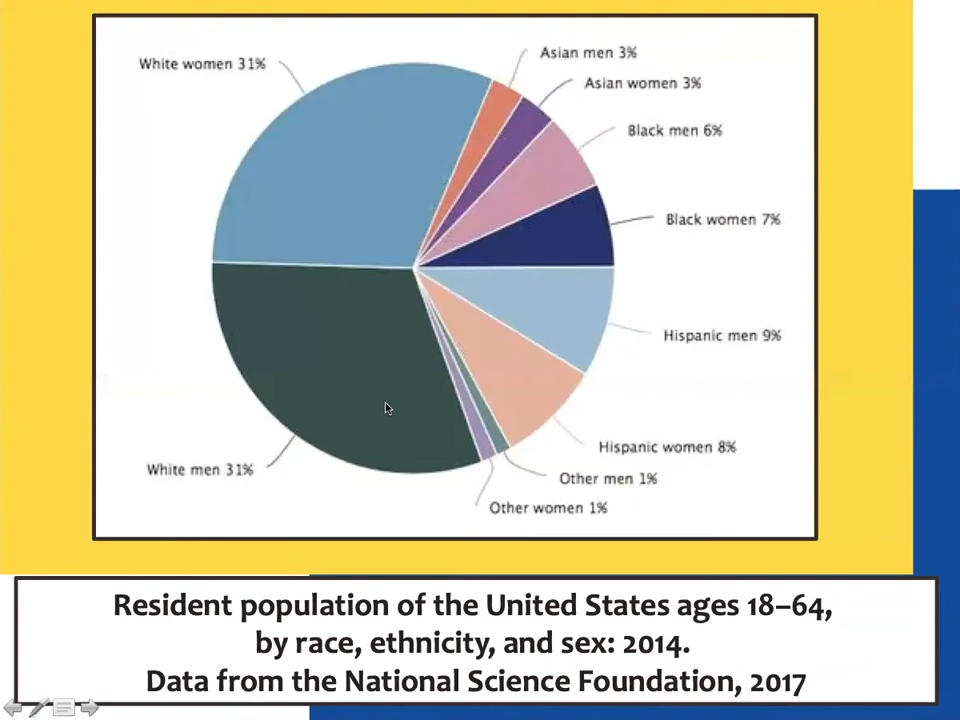 Asian men 3%
White women 31%
Asian women 3%
Black men 6%
Black women 7%
Hispanic men 9%
Hispanic women 8%
White men 31%
Other men 1%
Other women 1%
Resident population of the United States ages 18–64,
by race, ethnicity, and sex: 2014.
Data from the National Science Foundation, 2017